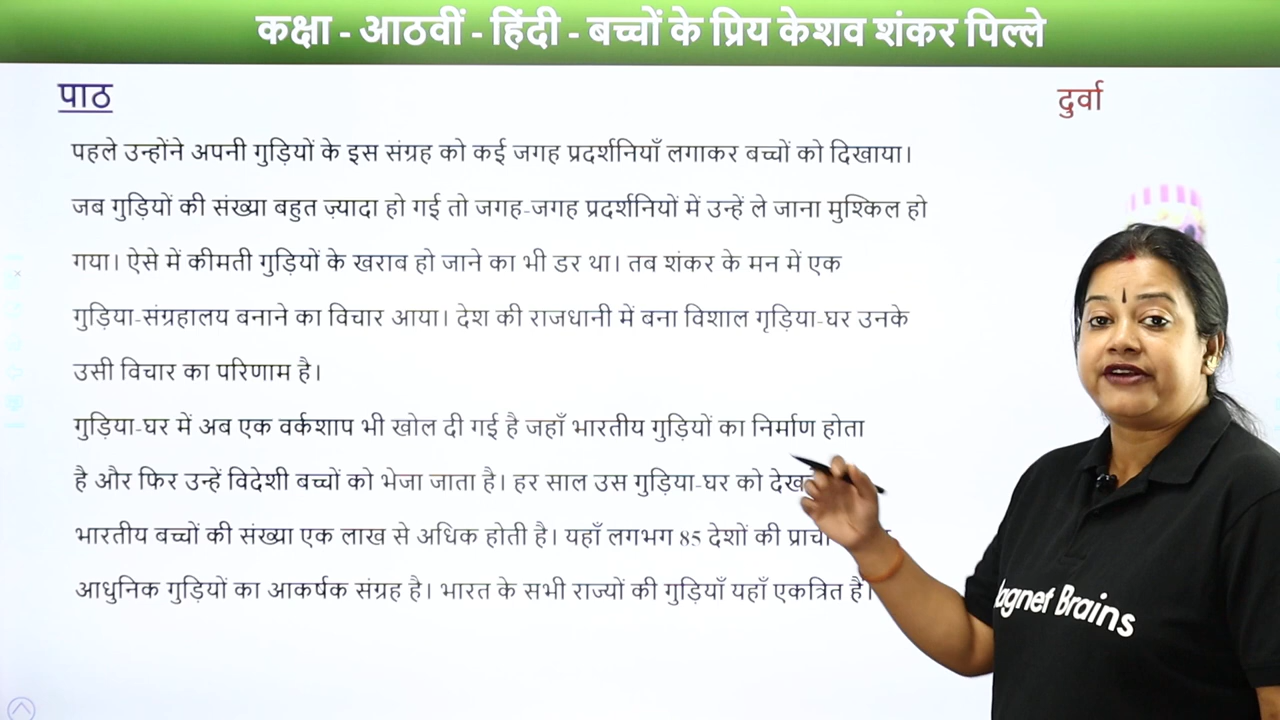 कक्षा - आठवीं - हिंदी - बच्चों के प्रिय केशव शंकर पिल्ले
पाठ
दुर्वा
पहले उन्होंने अपनी गुड़ियों के इस संग्रह को कई जगह प्रदर्शनियाँ लगाकर बच्चों को दिखाया।
जब गुड़ियों की संख्या बहुत ज़्यादा हो गई तो जगह-जगह प्रदर्शनियों में उन्हें ले जाना मुश्किल हो
गया। ऐसे में कीमती गुड़ियों के खराब हो जाने का भी डर था। तब शंकर के मन में एक
गुड़िया-संग्रहालय बनाने का विचार आया। देश की राजधानी में बना विशाल गृड़िया-घर उनके
उसी विचार का परिणाम है।
गुड़िया-घर में अब एक वर्कशाप भी खोल दी गई है जहाँ भारतीय गुड़ियों का निर्माण होता
है और फिर उन्हें विदेशी बच्चों को भेजा जाता है। हर साल उस गुड़िया-घर को
भारतीय बच्चों की संख्या एक लाख से अधिक होती है। यहाँ लगभग 85 देशों की
आधुनिक गुड़ियों का आकर्षक संग्रह है। भारत के सभी राज्यों की गुड़ियाँ यहाँ एकत्रित हैं।
Magnet Brains